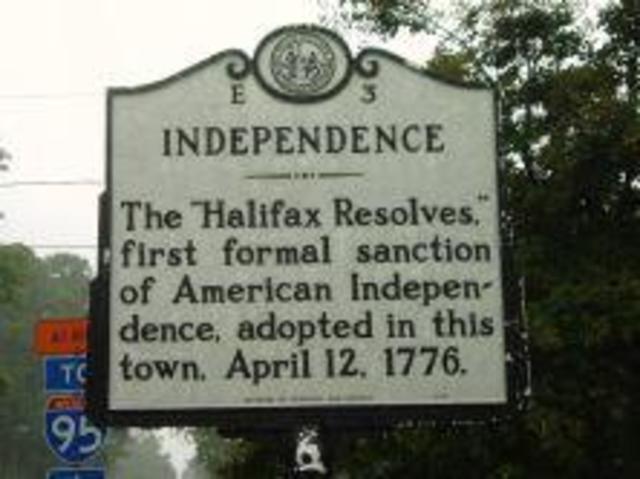 E 3
INDEPENDENCE
The "Halifax Resolves,"
first formal sanction
of American Indepen-
dence, adopted in this
town, April 12, 1776.
TO
95